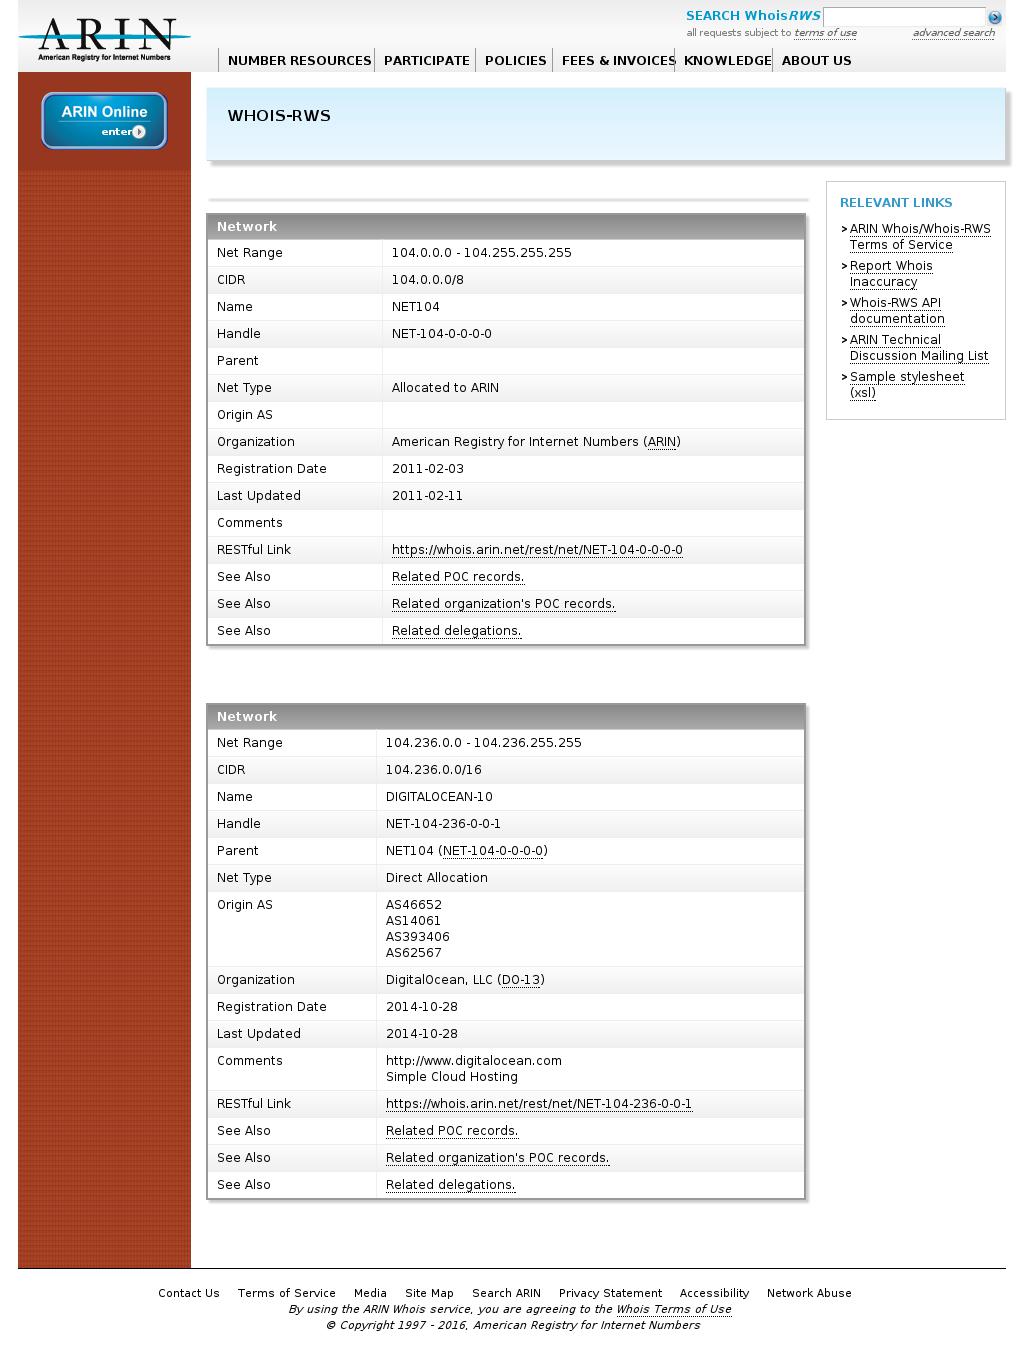 ARIN
American Registry for Internet Numbers
SEARCH WhoisRWS
all requests subject to terms of use advanced search
NUMBER RESOURCES PARTICIPATE POLICIES FEES & INVOICES KNOWLEDGE ABOUT US
ARIN Online
enter
WHOIS-RWS
Network
Net Range 104.0.0.0 - 104.255.255.255
CIDR 104.0.0.0/8
Name NET104
Handle NET-104-0-0-0-0
Parent
Net Type Allocated to ARIN
Origin AS
Organization American Registry for Internet Numbers (ARIN)
Registration Date 2011-02-03
Last Updated 2011-02-11
Comments
RESTful Link https://whois.arin.net/rest/net/NET-104-0-0-0-0
See Also Related POC records.
See Also Related organization's POC records.
See Also Related delegations.
Network
Net Range 104.236.0.0 - 104.236.255.255
CIDR 104.236.0.0/16
Name DIGITALOCEAN-10
Handle NET-104-236-0-0-1
Parent NET104 (NET-104-0-0-0-0)
Net Type Direct Allocation
Origin AS AS46652
AS14061
AS393406
AS62567
Organization DigitalOcean, LLC (DO-13)
Registration Date 2014-10-28
Last Updated 2014-10-28
Comments http://www.digitalocean.com
Simple Cloud Hosting
RESTful Link https://whois.arin.net/rest/net/NET-104-236-0-0-1
See Also Related POC records.
See Also Related organization's POC records.
See Also Related delegations.
RELEVANT LINKS
> ARIN Whois/Whois-RWS
Terms of Service
> Report Whois
Inaccuracy
> Whois-RWS API
documentation
> ARIN Technical
Discussion Mailing List
> Sample stylesheet
(xsl)
Contact Us Terms of Service Media Site Map Search ARIN Privacy Statement Accessibility Network Abuse
By using the ARIN Whois service, you are agreeing to the Whois Terms of Use
© Copyright 1997 - 2016, American Registry for Internet Numbers